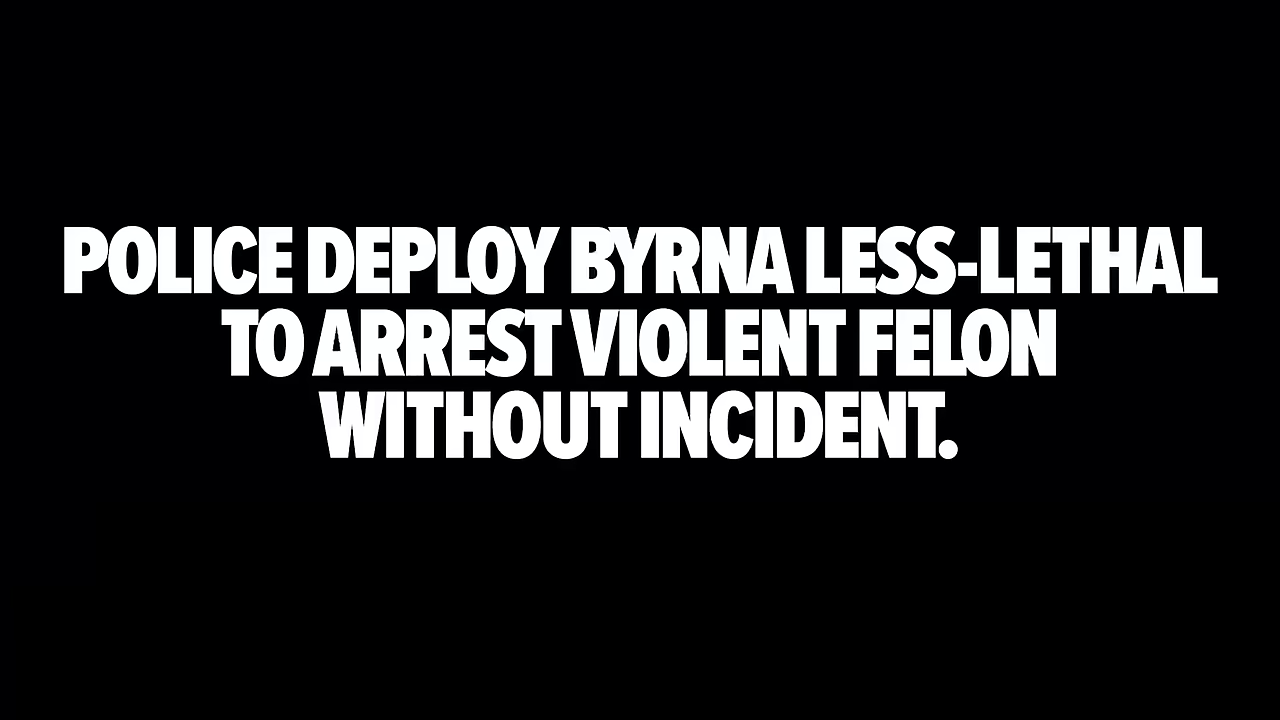 POLICE DEPLOY BYRNA LESS-LETHAL
TO ARREST VIOLENT FELON
WITHOUT INCIDENT.